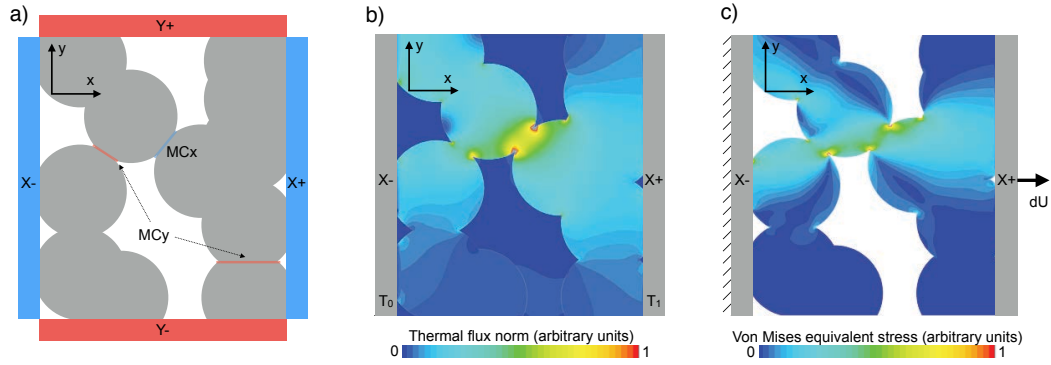 a)
Y+
y
x
MCx
X-
X+
MCy
Y-
b)
y
x
X-
X+
T0
T1
Thermal flux norm (arbitrary units)
0
1
c)
y
x
X-
X+
dU
Von Mises equivalent stress (arbitrary units)
0
1